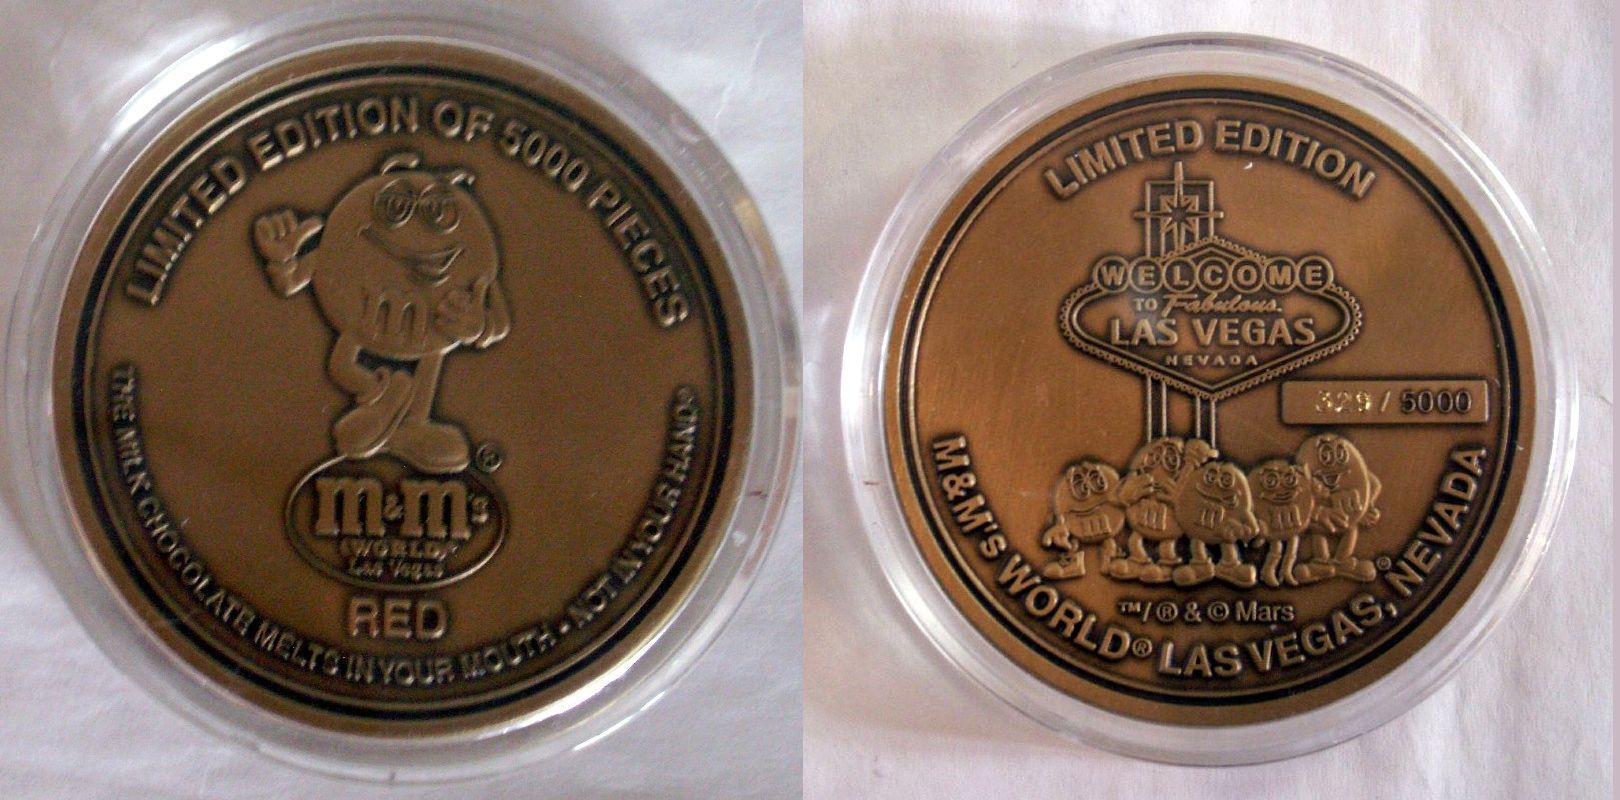 LIMITED EDITION OF 5000 PIECES
m
®
m&m's
WORLD®
Las Vegas
RED
THE MILK CHOCOLATE MELTS IN YOUR MOUTH - NOT IN YOUR HAND®
LIMITED EDITION
WELCOME
TO Fabulous
LAS VEGAS
NEVADA
329 / 5000
m m m m m
©
™/® & © Mars
M&M's WORLD® LAS VEGAS, NEVADA